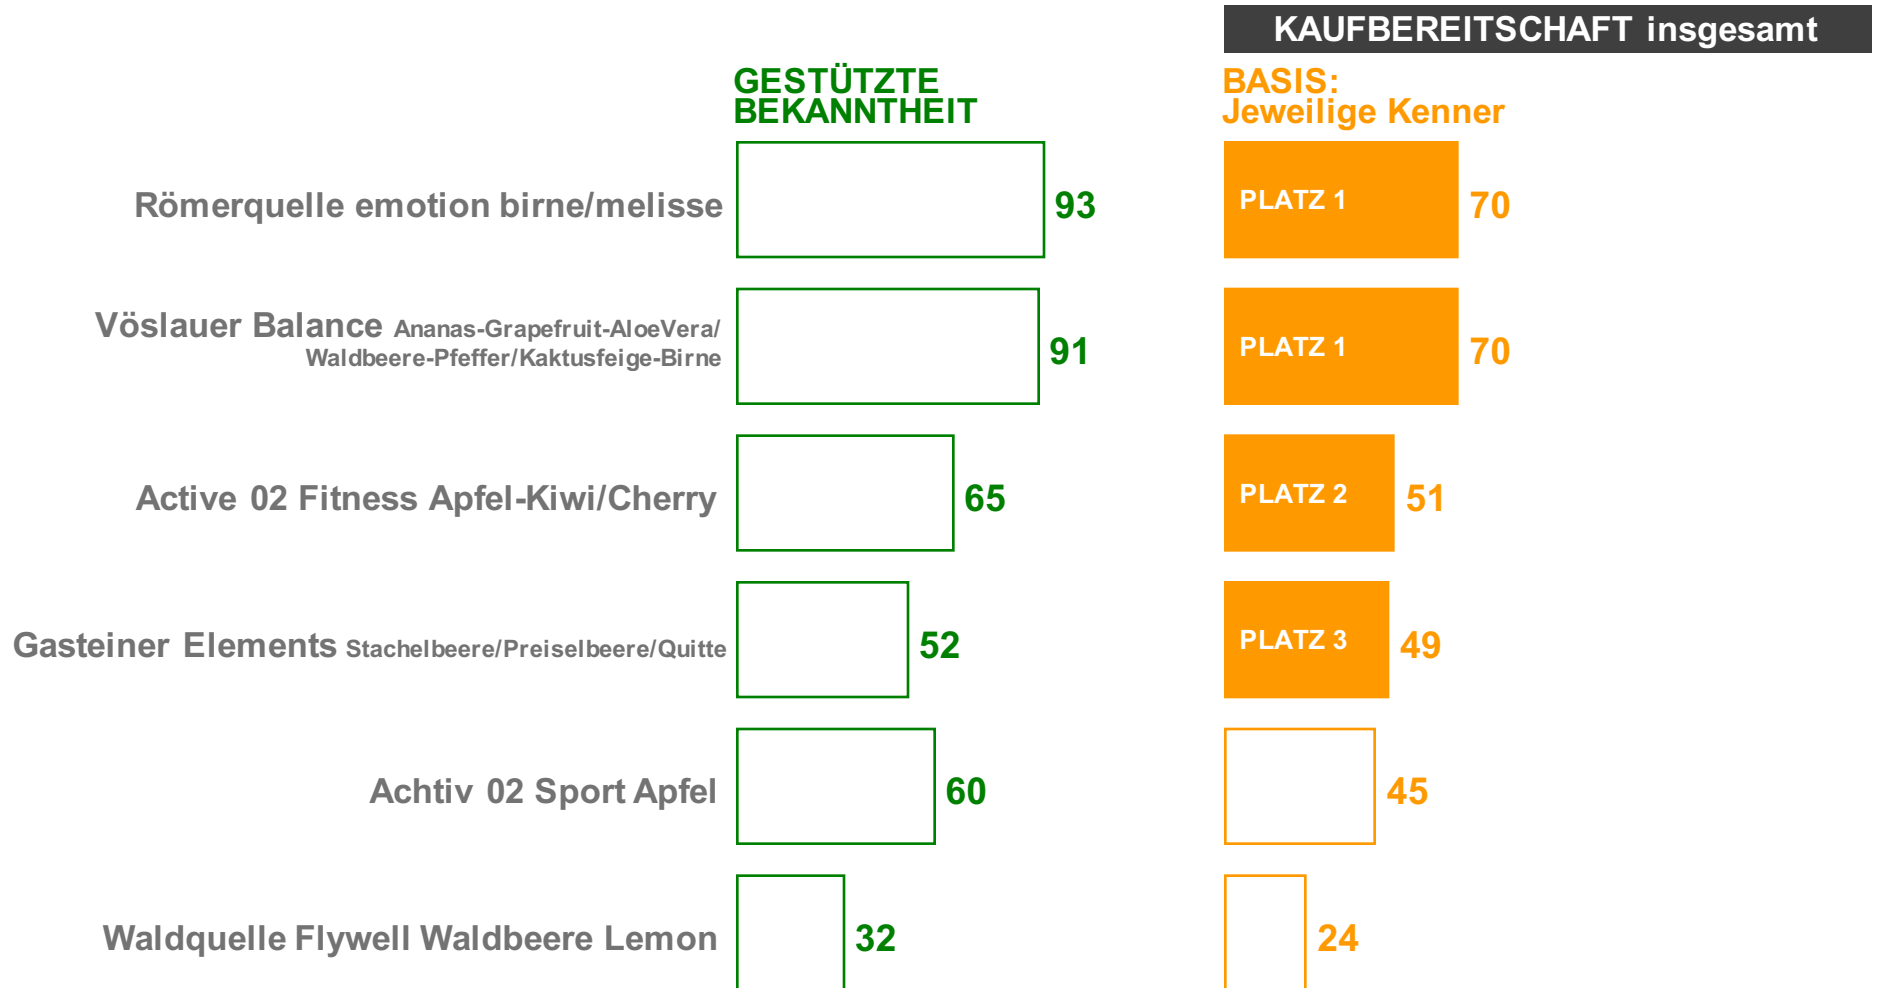 KAUFBEREITSCHAFT insgesamt
GESTÜTZTE
BEKANNTHEIT
BASIS:
Jeweilige Kenner
Römerquelle emotion birne/melisse
93
PLATZ 1
70
Vöslauer Balance Ananas-Grapefruit-AloeVera/
Waldbeere-Pfeffer/Kaktusfeige-Birne
91
PLATZ 1
70
Active 02 Fitness Apfel-Kiwi/Cherry
65
PLATZ 2
51
Gasteiner Elements Stachelbeere/Preiselbeere/Quitte
52
PLATZ 3
49
Achtiv 02 Sport Apfel
60
45
Waldquelle Flywell Waldbeere Lemon
32
24